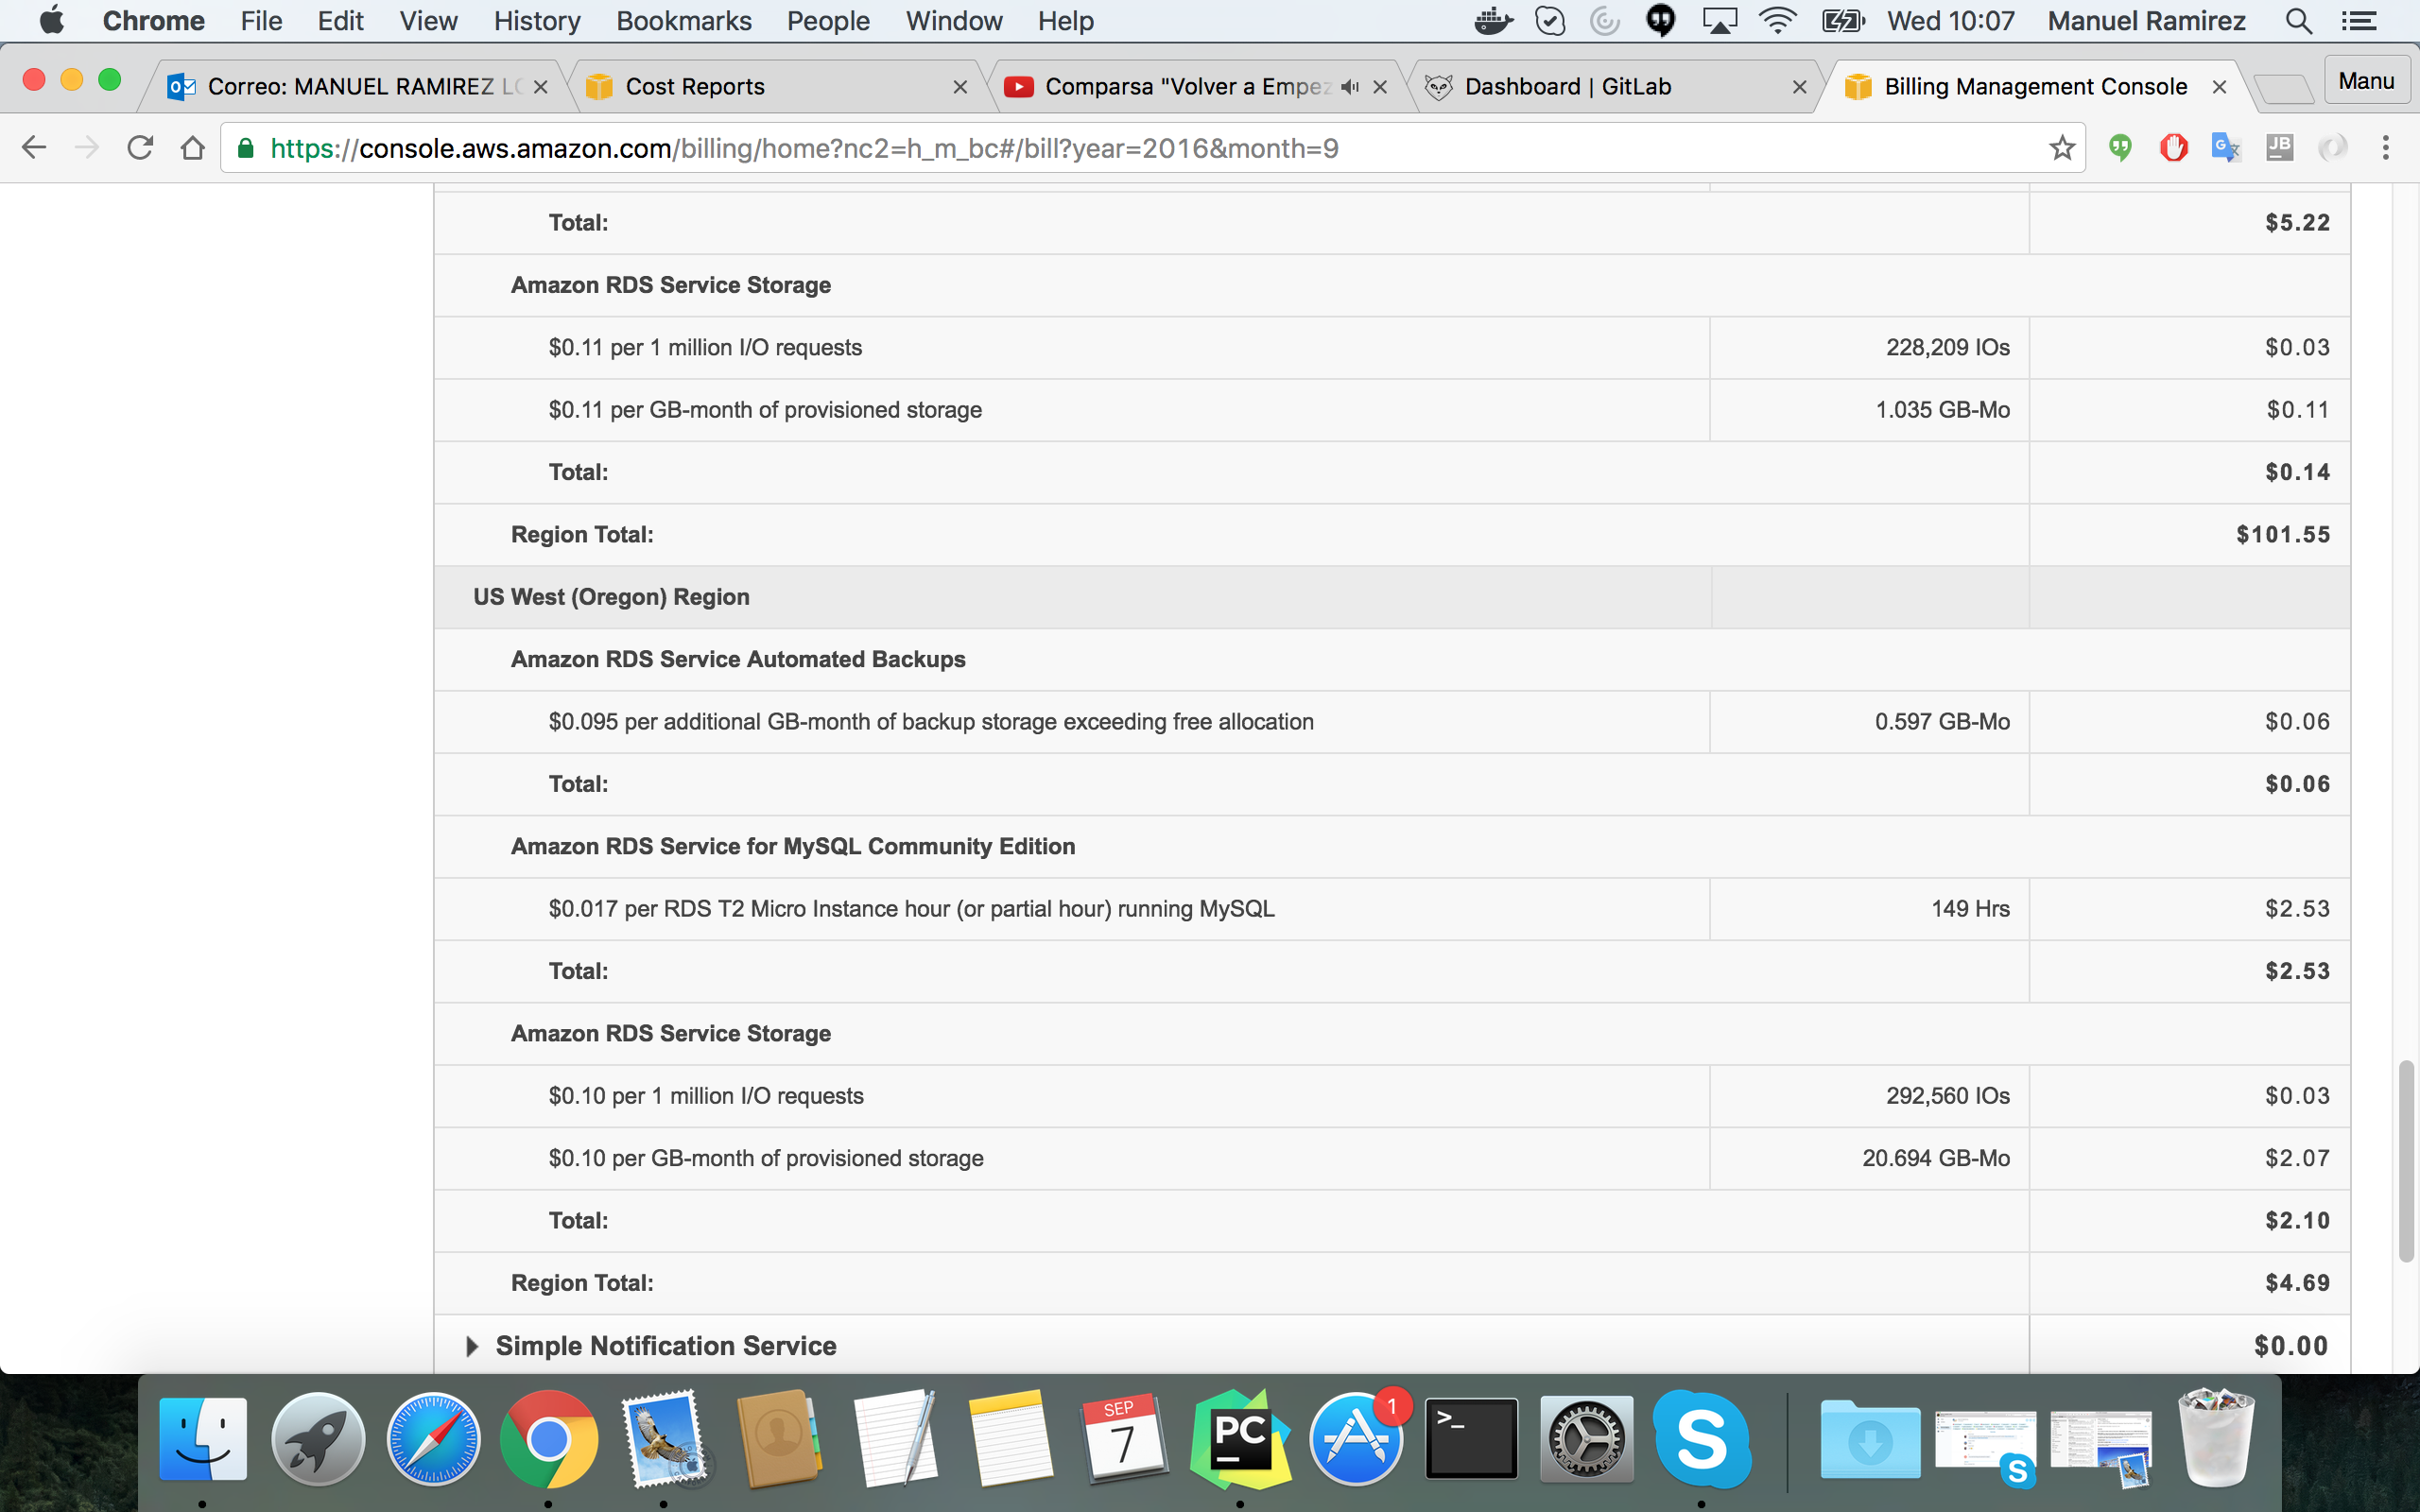 Chrome File Edit View History Bookmarks People Window Help Wed 10:07 Manuel Ramirez
Correo: MANUEL RAMIREZ LO Cost Reports Comparsa "Volver a Empez Dashboard | GitLab Billing Management Console Manu
https://console.aws.amazon.com/billing/home?nc2=h_m_bc#/bill?year=2016&month=9
Total: $5.22
Amazon RDS Service Storage
$0.11 per 1 million I/O requests 228,209 IOs $0.03
$0.11 per GB-month of provisioned storage 1.035 GB-Mo $0.11
Total: $0.14
Region Total: $101.55
US West (Oregon) Region
Amazon RDS Service Automated Backups
$0.095 per additional GB-month of backup storage exceeding free allocation 0.597 GB-Mo $0.06
Total: $0.06
Amazon RDS Service for MySQL Community Edition
$0.017 per RDS T2 Micro Instance hour (or partial hour) running MySQL 149 Hrs $2.53
Total: $2.53
Amazon RDS Service Storage
$0.10 per 1 million I/O requests 292,560 IOs $0.03
$0.10 per GB-month of provisioned storage 20.694 GB-Mo $2.07
Total: $2.10
Region Total: $4.69
Simple Notification Service $0.00
SEP
7
PC
1
>_
S
S
JB